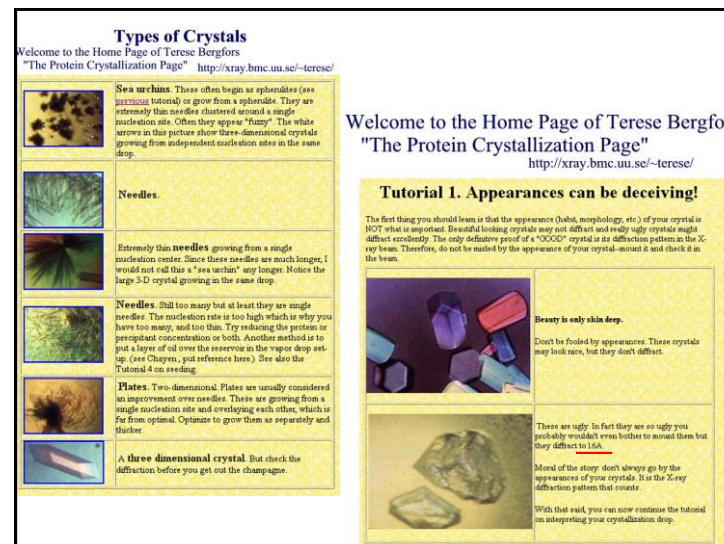 Types of Crystals
Welcome to the Home Page of Terese Bergfors
"The Protein Crystallization Page" http://xray.bmc.uu.se/~terese/
Sea urchins. These often begin as spherulites (see
previous tutorial) or grow from a spherulite. They are
extremely thin needles clustered around a single
nucleation site. Often they appear "fuzzy". The white
arrows in this picture show three-dimensional crystals
growing from independent nucleation sites in the same
drop.
Needles.
Extremely thin needles growing from a single
nucleation center. Since these needles are much longer, I
would not call this a "sea urchin" any longer. Notice the
large 3-D crystal growing in the same drop.
Needles. Still too many but at least they are single
needles. The nucleation rate is too high which is why you
have too many, and too thin. Try reducing the protein or
precipitant concentration or both. Another method is to
put a layer of oil over the reservoir in the vapor drop set-
up. (see Chayen , put reference here.) See also the
Tutorial 4 on seeding.
Plates. Two-dimensional. Plates are usually considered
an improvement over needles. These are growing from a
single nucleation site and overlaying each other, which is
far from optimal. Optimize to grow them as separately and
thicker.
A three dimensional crystal. But check the
diffraction before you get out the champagne.
Welcome to the Home Page of Terese Bergfo
"The Protein Crystallization Page"
http://xray.bmc.uu.se/~terese/
Tutorial 1. Appearances can be deceiving!
The first thing you should learn is that the appearance (habit, morphology, etc.) of your crystal is
NOT what is important. Beautiful looking crystals may not diffract and really ugly crystals might
diffract excellently. The only definitive proof of a "GOOD" crystal is its diffraction pattern in the X-
ray beam. Therefore, do not be misled by the appearance of your crystal--mount it and check it in
the beam.
Beauty is only skin deep.
Don't be fooled by appearances. These crystals
may look nice, but they don't diffract.
These are ugly. In fact they are so ugly you
probably wouldn't even bother to mount them but
they diffract to 1.6A.
Moral of the story: don't always go by the
appearances of your crystals. It is the X-ray
diffraction pattern that counts.
With that said, you can now continue the tutorial
on interpreting your crystallization drop.